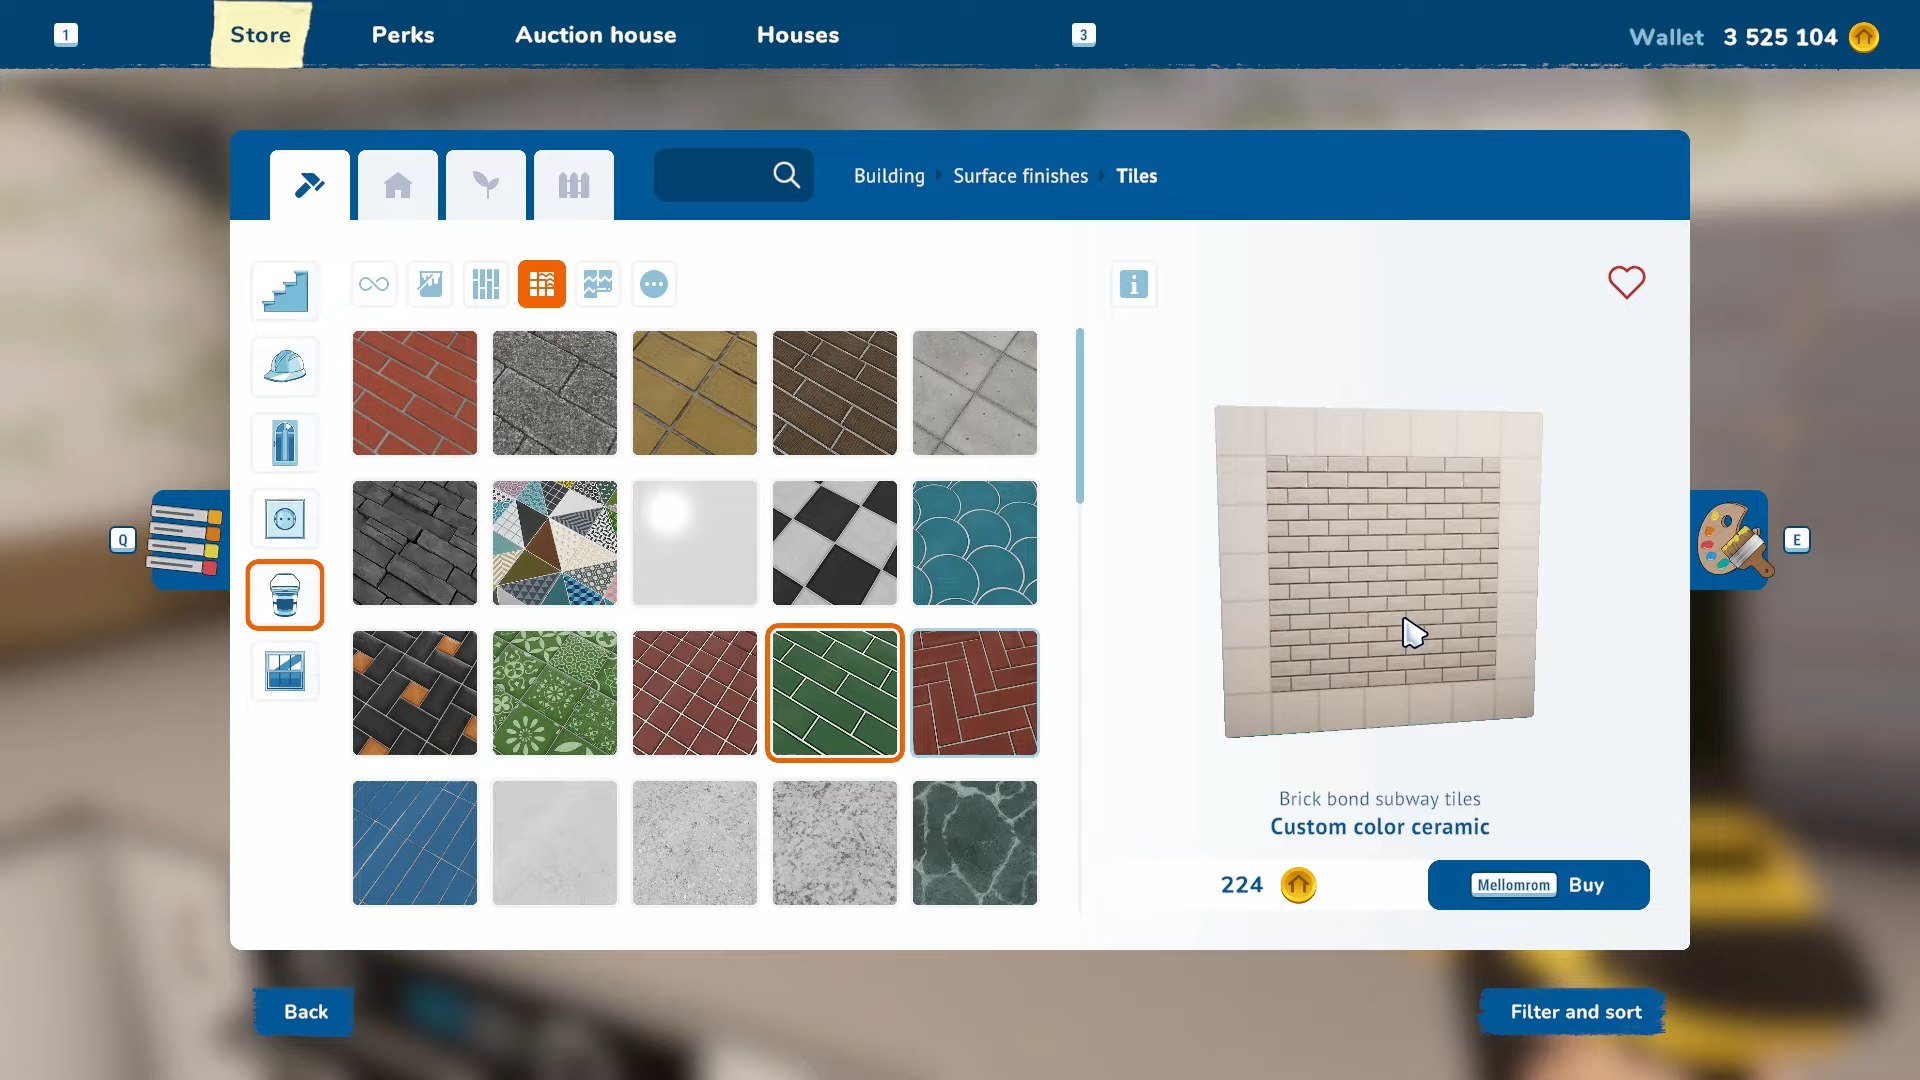 1
Store
Perks
Auction house
Houses
3
Wallet 3 525 104
Building Surface finishes Tiles
i
Q
E
Brick bond subway tiles
Custom color ceramic
224
Mellomrom Buy
Back
Filter and sort